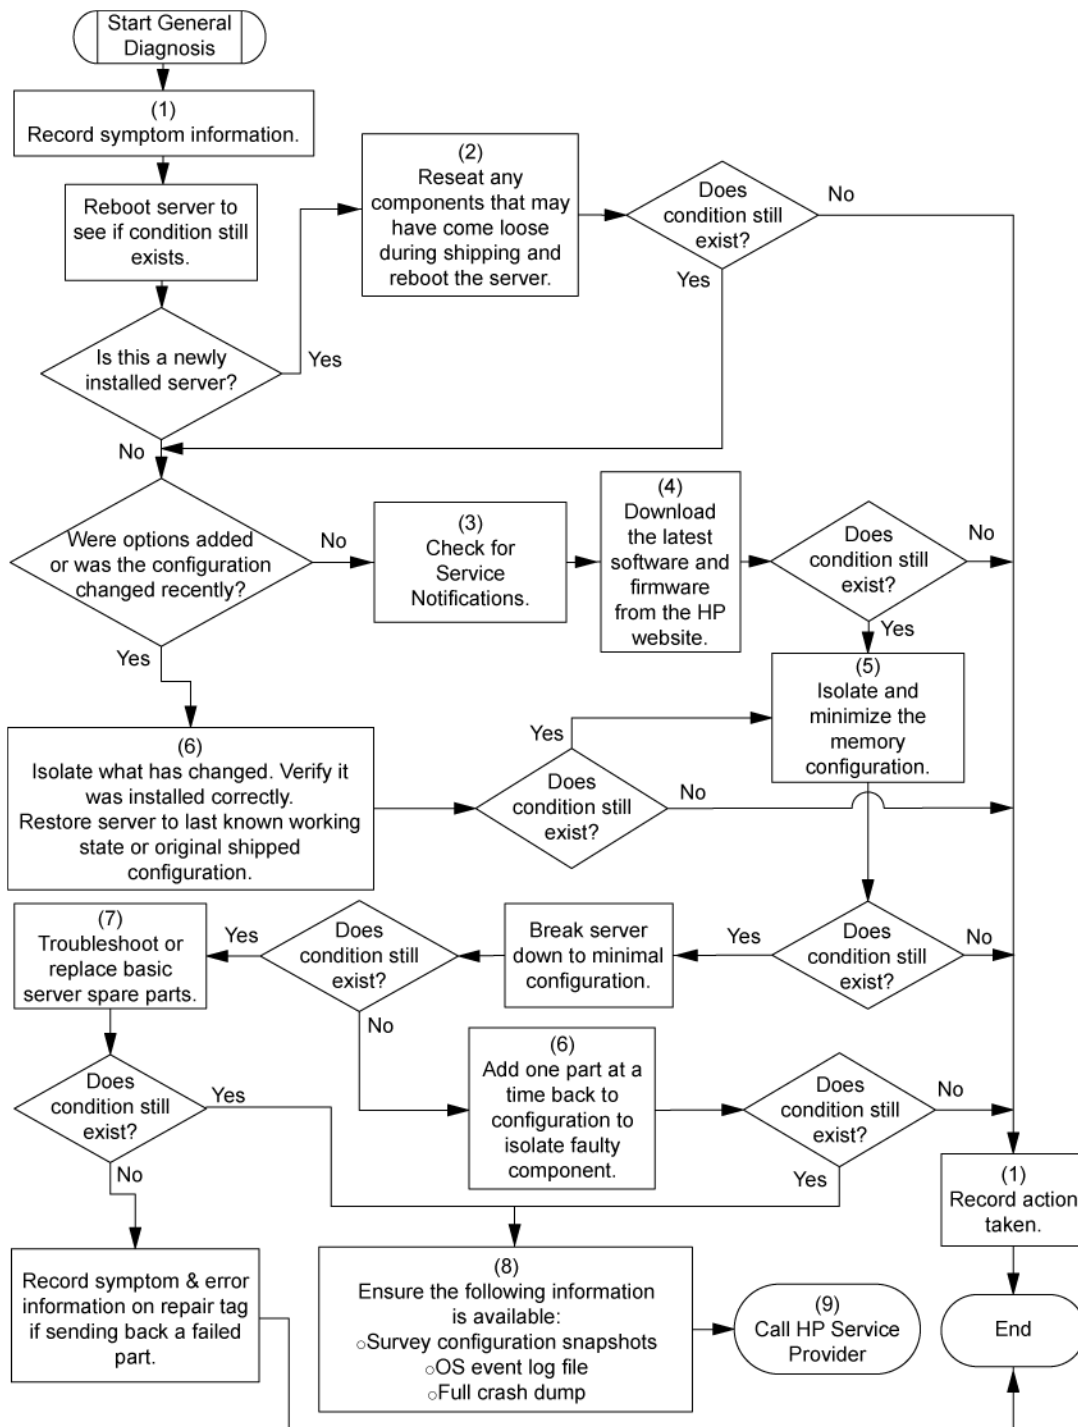 Start General
Diagnosis
(1)
Record symptom information.
Reboot server to
see if condition still
exists.
Is this a newly
installed server?
Yes
No
(2)
Reseat any
components that may
have come loose
during shipping and
reboot the server.
Does
condition still
exist?
No
Yes
Were options added
or was the configuration
changed recently?
No
Yes
(3)
Check for
Service
Notifications.
(4)
Download
the latest
software and
firmware
from the HP
website.
Does
condition still
exist?
No
Yes
(5)
Isolate and
minimize the
memory
configuration.
(6)
Isolate what has changed. Verify it
was installed correctly.
Restore server to last known working
state or original shipped
configuration.
Yes
Does
condition still
exist?
No
(7)
Troubleshoot or
replace basic
server spare parts.
Yes
Does
condition still
exist?
No
Break server
down to minimal
configuration.
Yes
Does
condition still
exist?
No
Does
condition still
exist?
Yes
No
(6)
Add one part at a
time back to
configuration to
isolate faulty
component.
Does
condition still
exist?
No
Yes
(1)
Record action
taken.
Record symptom & error
information on repair tag
if sending back a failed
part.
(8)
Ensure the following information
is available:
○Survey configuration snapshots
○OS event log file
○Full crash dump
(9)
Call HP Service
Provider
End